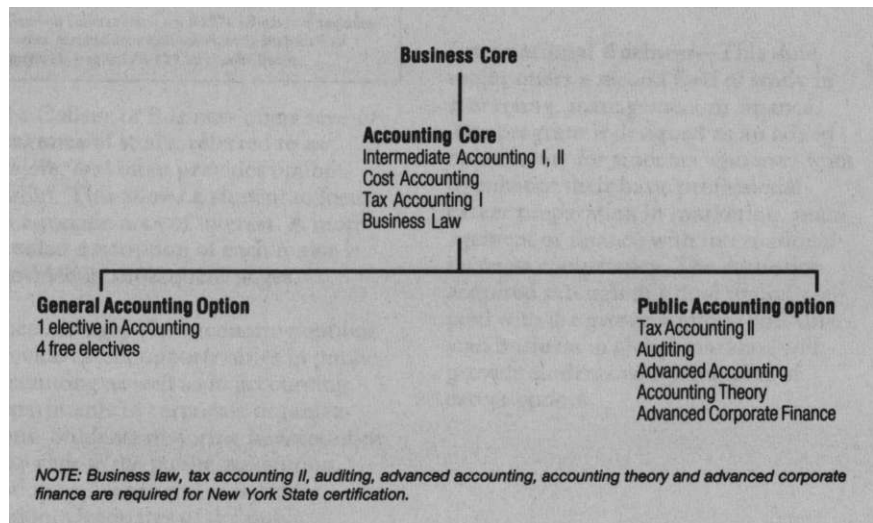 Business Core
Accounting Core
Intermediate Accounting I, II
Cost Accounting
Tax Accounting I
Business Law
General Accounting Option
1 elective in Accounting
4 free electives
Public Accounting option
Tax Accounting II
Auditing
Advanced Accounting
Accounting Theory
Advanced Corporate Finance
NOTE: Business law, tax accounting II, auditing, advanced accounting, accounting theory and advanced corporate
finance are required for New York State certification.